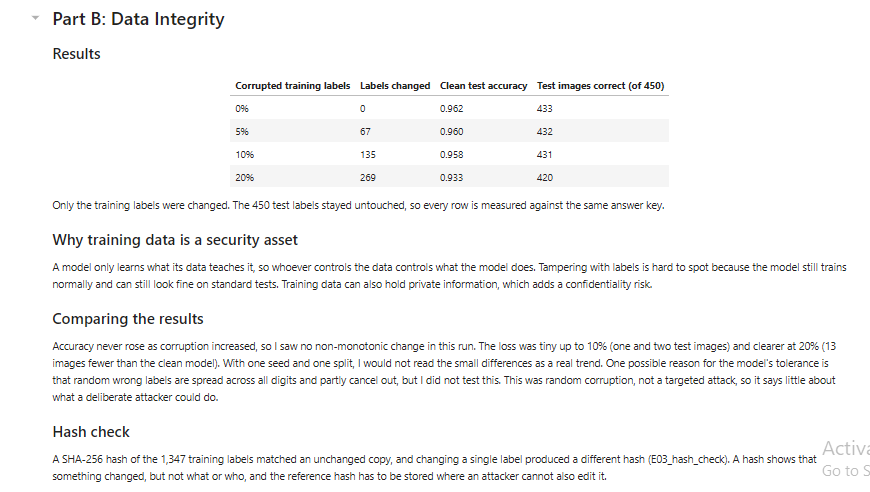 Part B: Data Integrity
Results
Corrupted training labels Labels changed Clean test accuracy Test images correct (of 450)
0% 0 0.962 433
5% 67 0.960 432
10% 135 0.958 431
20% 269 0.933 420
Only the training labels were changed. The 450 test labels stayed untouched, so every row is measured against the same answer key.
Why training data is a security asset
A model only learns what its data teaches it, so whoever controls the data controls what the model does. Tampering with labels is hard to spot because the model still trains
normally and can still look fine on standard tests. Training data can also hold private information, which adds a confidentiality risk.
Comparing the results
Accuracy never rose as corruption increased, so I saw no non-monotonic change in this run. The loss was tiny up to 10% (one and two test images) and clearer at 20% (13
images fewer than the clean model). With one seed and one split, I would not read the small differences as a real trend. One possible reason for the model's tolerance is
that random wrong labels are spread across all digits and partly cancel out, but I did not test this. This was random corruption, not a targeted attack, so it says little about
what a deliberate attacker could do.
Hash check
A SHA-256 hash of the 1,347 training labels matched an unchanged copy, and changing a single label produced a different hash (E03_hash_check). A hash shows that
something changed, but not what or who, and the reference hash has to be stored where an attacker cannot also edit it.
Activa
Go to S